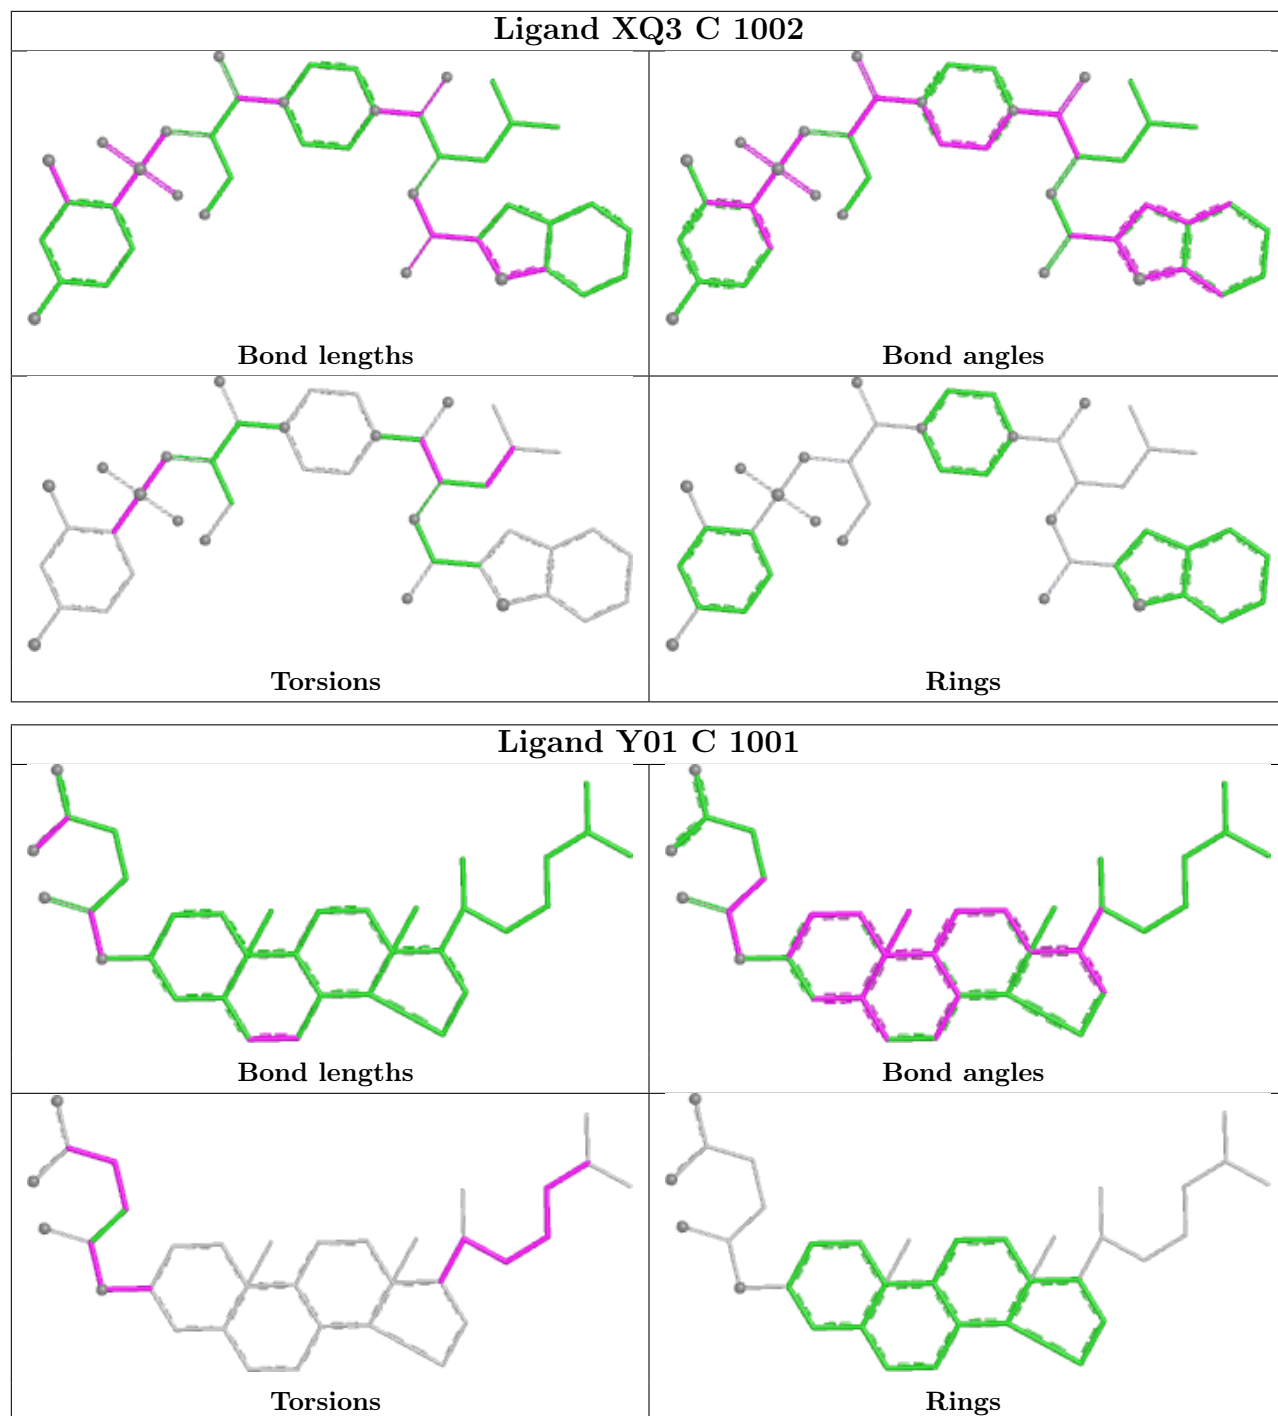 Ligand XQ3 C 1002
Bond lengths
Bond angles
Torsions
Rings
Ligand Y01 C 1001
Bond lengths
Bond angles
Torsions
Rings